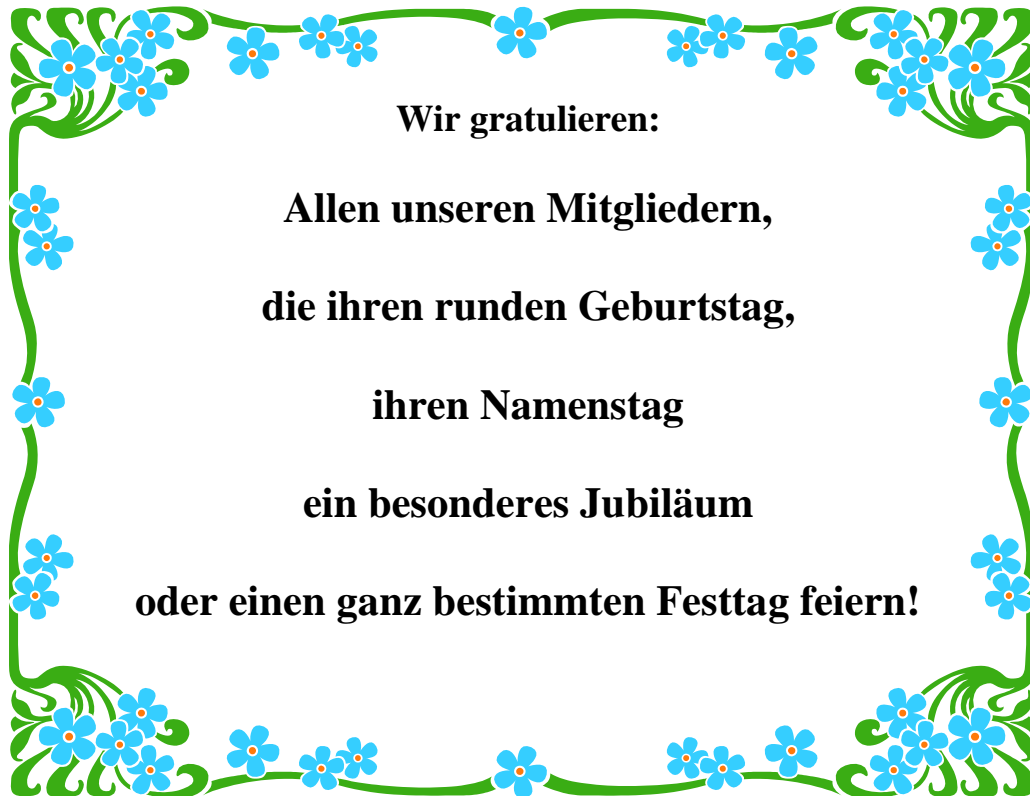 Wir gratulieren:
Allen unseren Mitgliedern,
die ihren runden Geburtstag,
ihren Namenstag
ein besonderes Jubiläum
oder einen ganz bestimmten Festtag feiern!